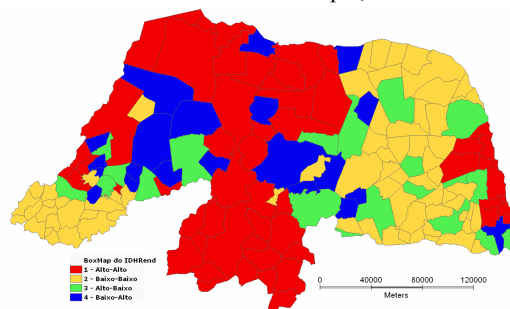 BoxMap do IDHRend
1 - Alto-Alto
2 - Baixo-Baixo
3 - Alto-Baixo
4 - Baixo-Alto
0 40000 80000 120000
Meters